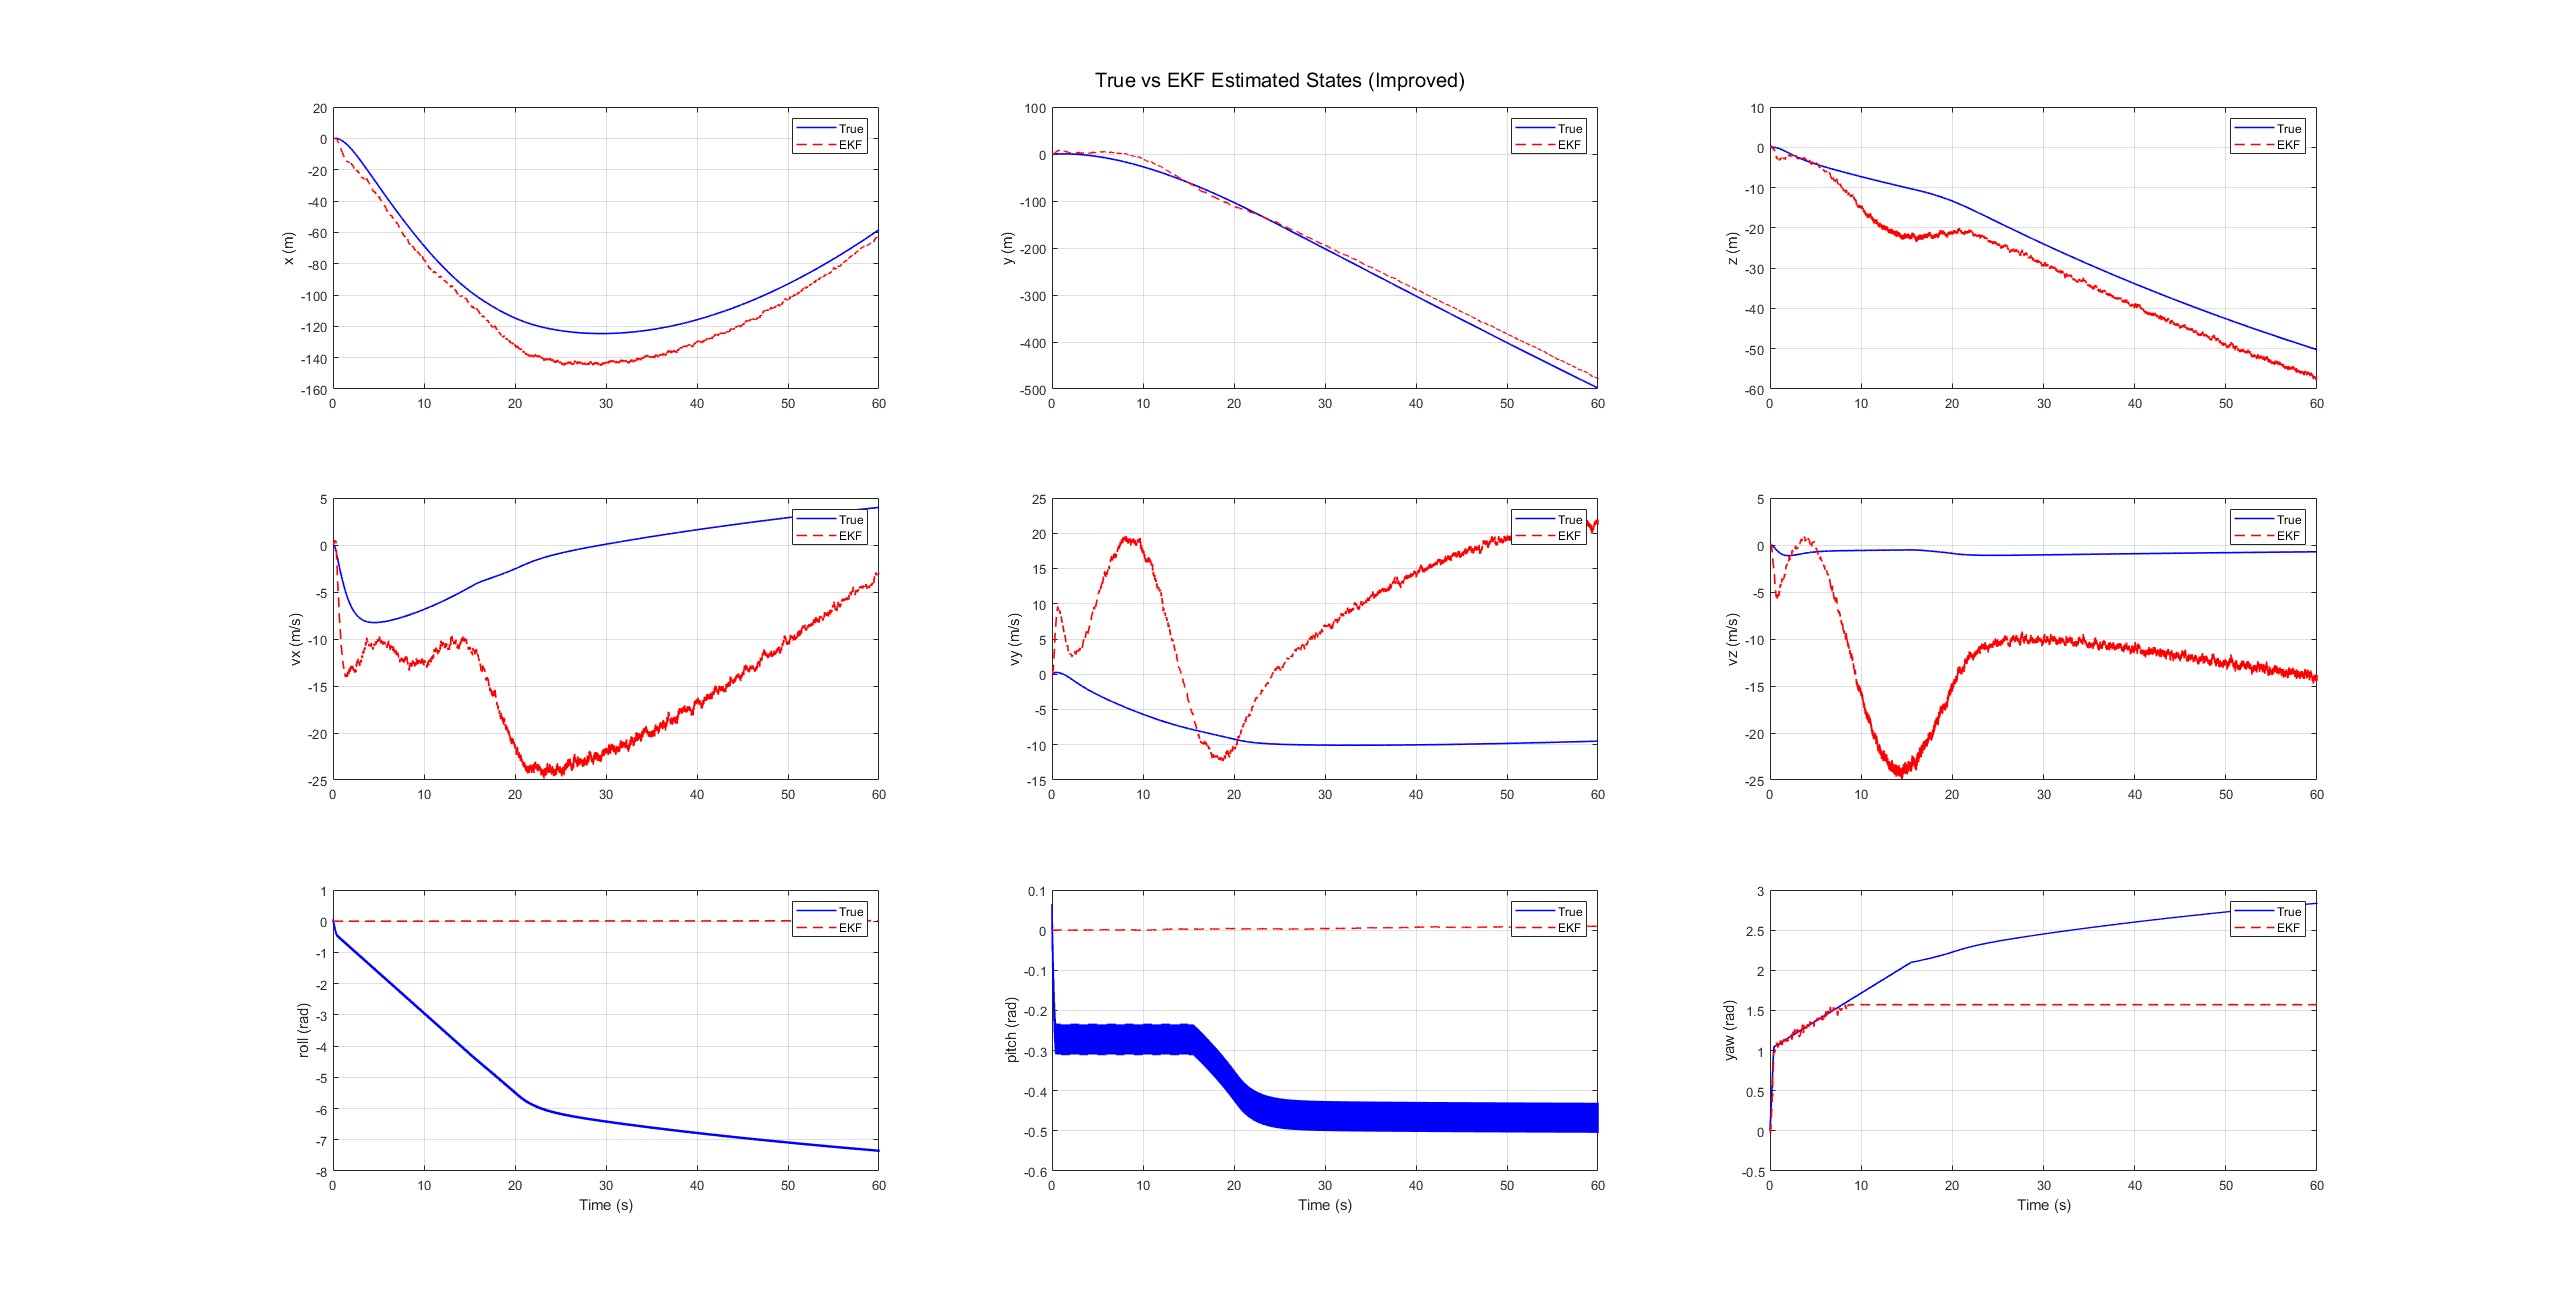 True vs EKF Estimated States (Improved)
20
0
-20
-40
-60
-80
-100
-120
-140
-160
x (m)
0 10 20 30 40 50 60
True
EKF
100
0
-100
-200
-300
-400
-500
y (m)
0 10 20 30 40 50 60
True
EKF
10
0
-10
-20
-30
-40
-50
-60
z (m)
0 10 20 30 40 50 60
True
EKF
5
0
-5
-10
-15
-20
-25
vx (m/s)
0 10 20 30 40 50 60
True
EKF
25
20
15
10
5
0
-5
-10
-15
vy (m/s)
0 10 20 30 40 50 60
True
EKF
5
0
-5
-10
-15
-20
-25
vz (m/s)
0 10 20 30 40 50 60
True
EKF
1
0
-1
-2
-3
-4
-5
-6
-7
-8
roll (rad)
0 10 20 30 40 50 60
Time (s)
True
EKF
0.1
0
-0.1
-0.2
-0.3
-0.4
-0.5
-0.6
pitch (rad)
0 10 20 30 40 50 60
Time (s)
True
EKF
3
2.5
2
1.5
1
0.5
0
-0.5
yaw (rad)
0 10 20 30 40 50 60
Time (s)
True
EKF